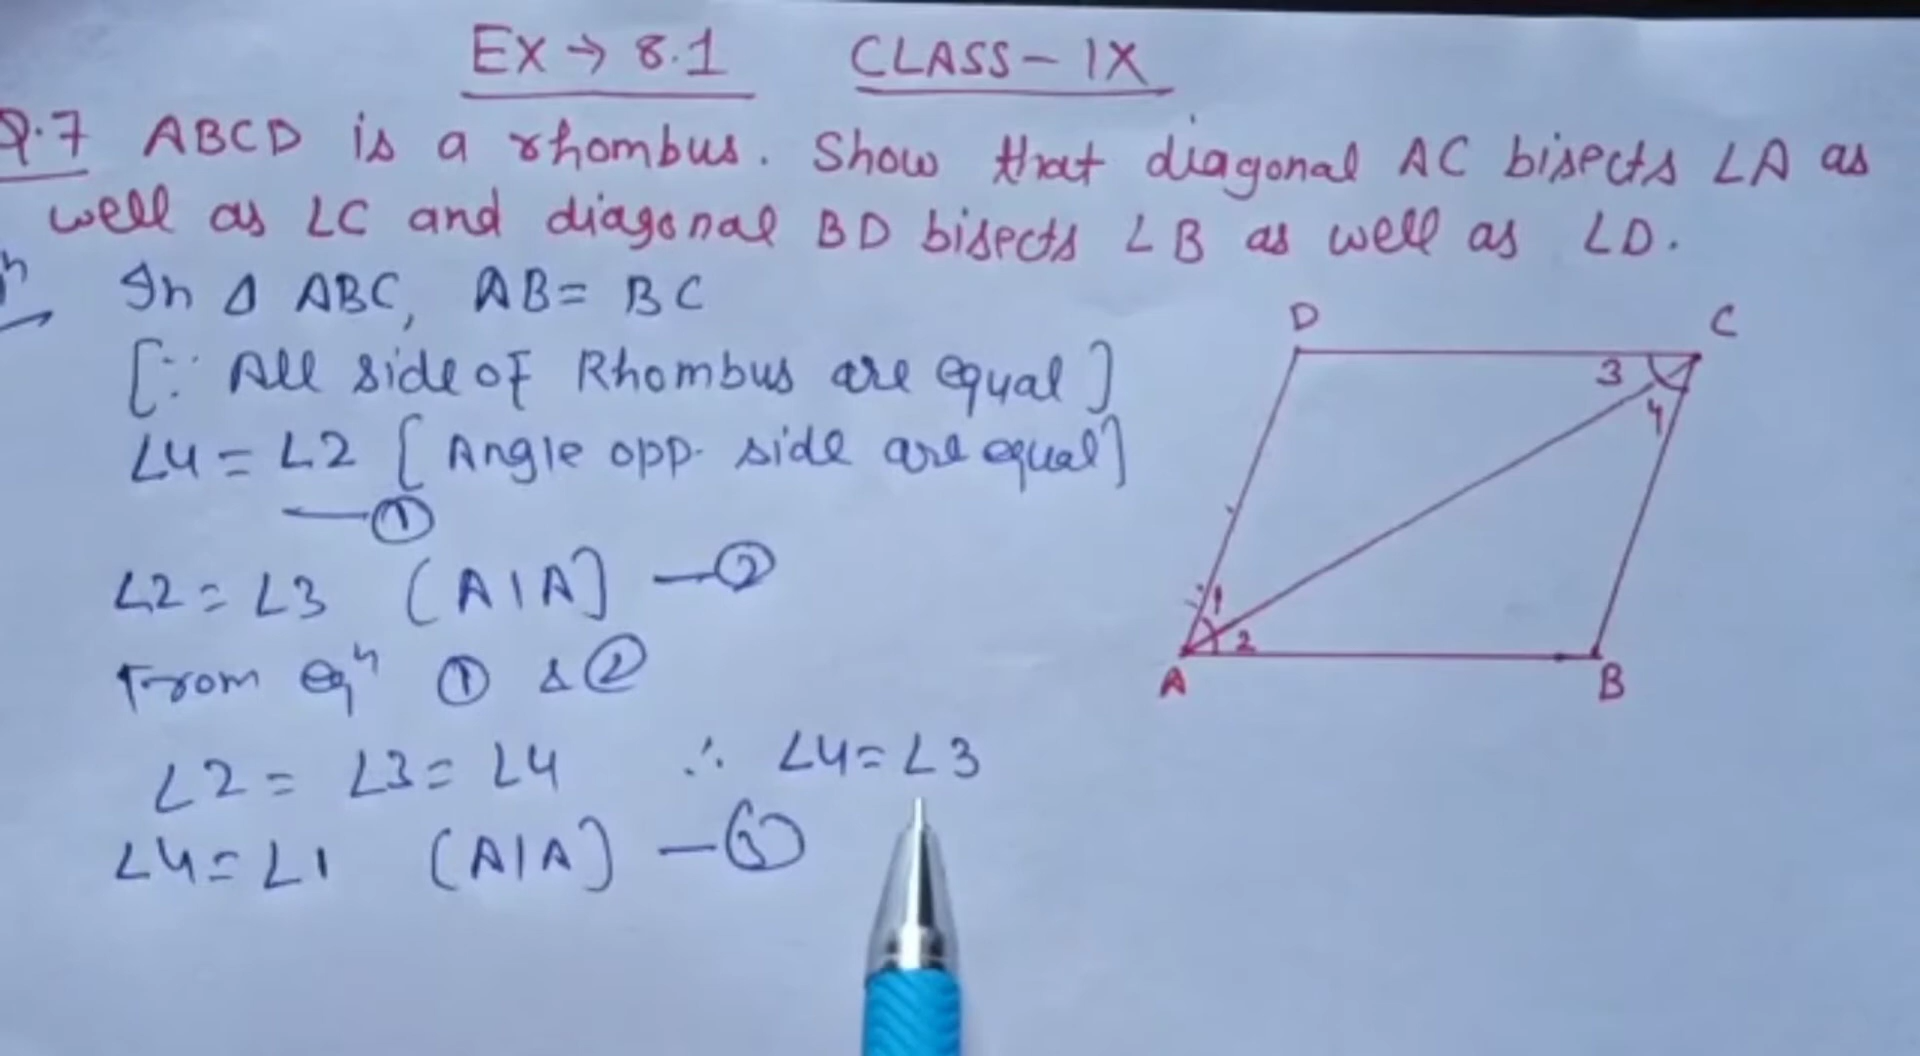 EX → 8.1 CLASS - IX
Q.7 ABCD is a rhombus. Show that diagonal AC bisects ∠A as
well as ∠C and diagonal BD bisects ∠B as well as ∠D.
In Δ ABC, AB = BC
[∵ All side of Rhombus are equal]
∠4 = ∠2 [Angle opp. side are equal]
—①
∠2 = ∠3 (AIA] —②
From eqⁿ ① & ②
∠2 = ∠3 = ∠4 ∴ ∠4 = ∠3
∠4 = ∠1 (AIA] —③
D C
3
4
1
2
A B